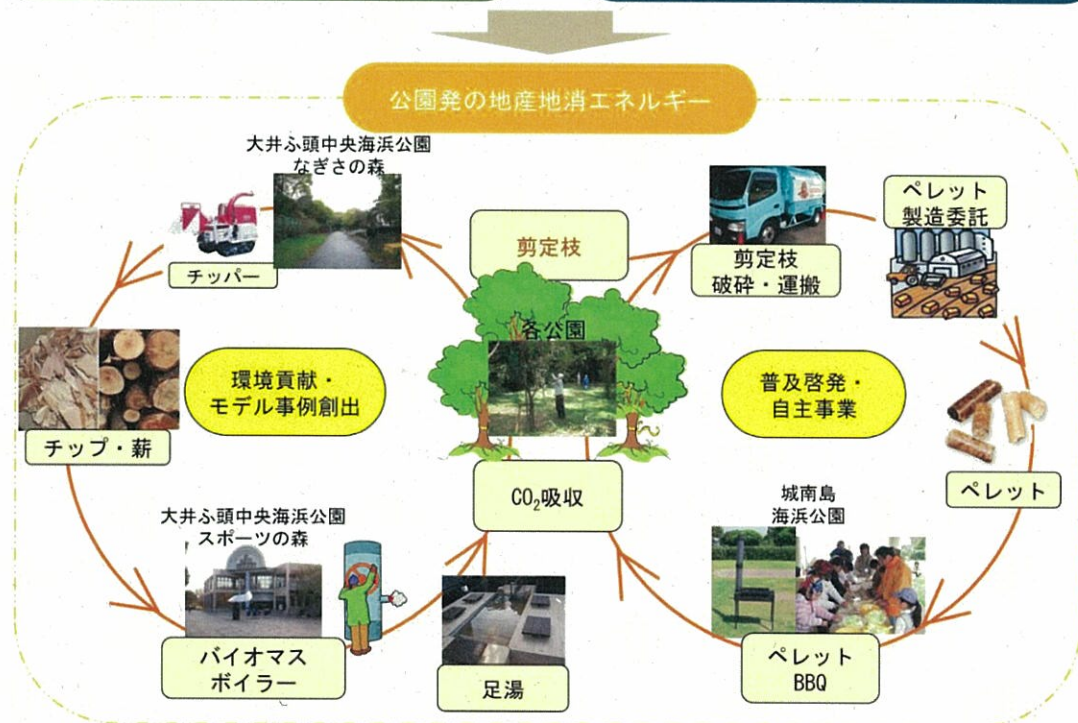 公園発の地産地消エネルギー
大井ふ頭中央海浜公園
なぎさの森
チッパー
剪定枝
剪定枝
破砕・運搬
ペレット
製造委託
各公園
環境貢献・
モデル事例創出
普及啓発・
自主事業
チップ・薪
ペレット
CO₂吸収
大井ふ頭中央海浜公園
スポーツの森
城南島
海浜公園
バイオマス
ボイラー
足湯
ペレット
BBQ